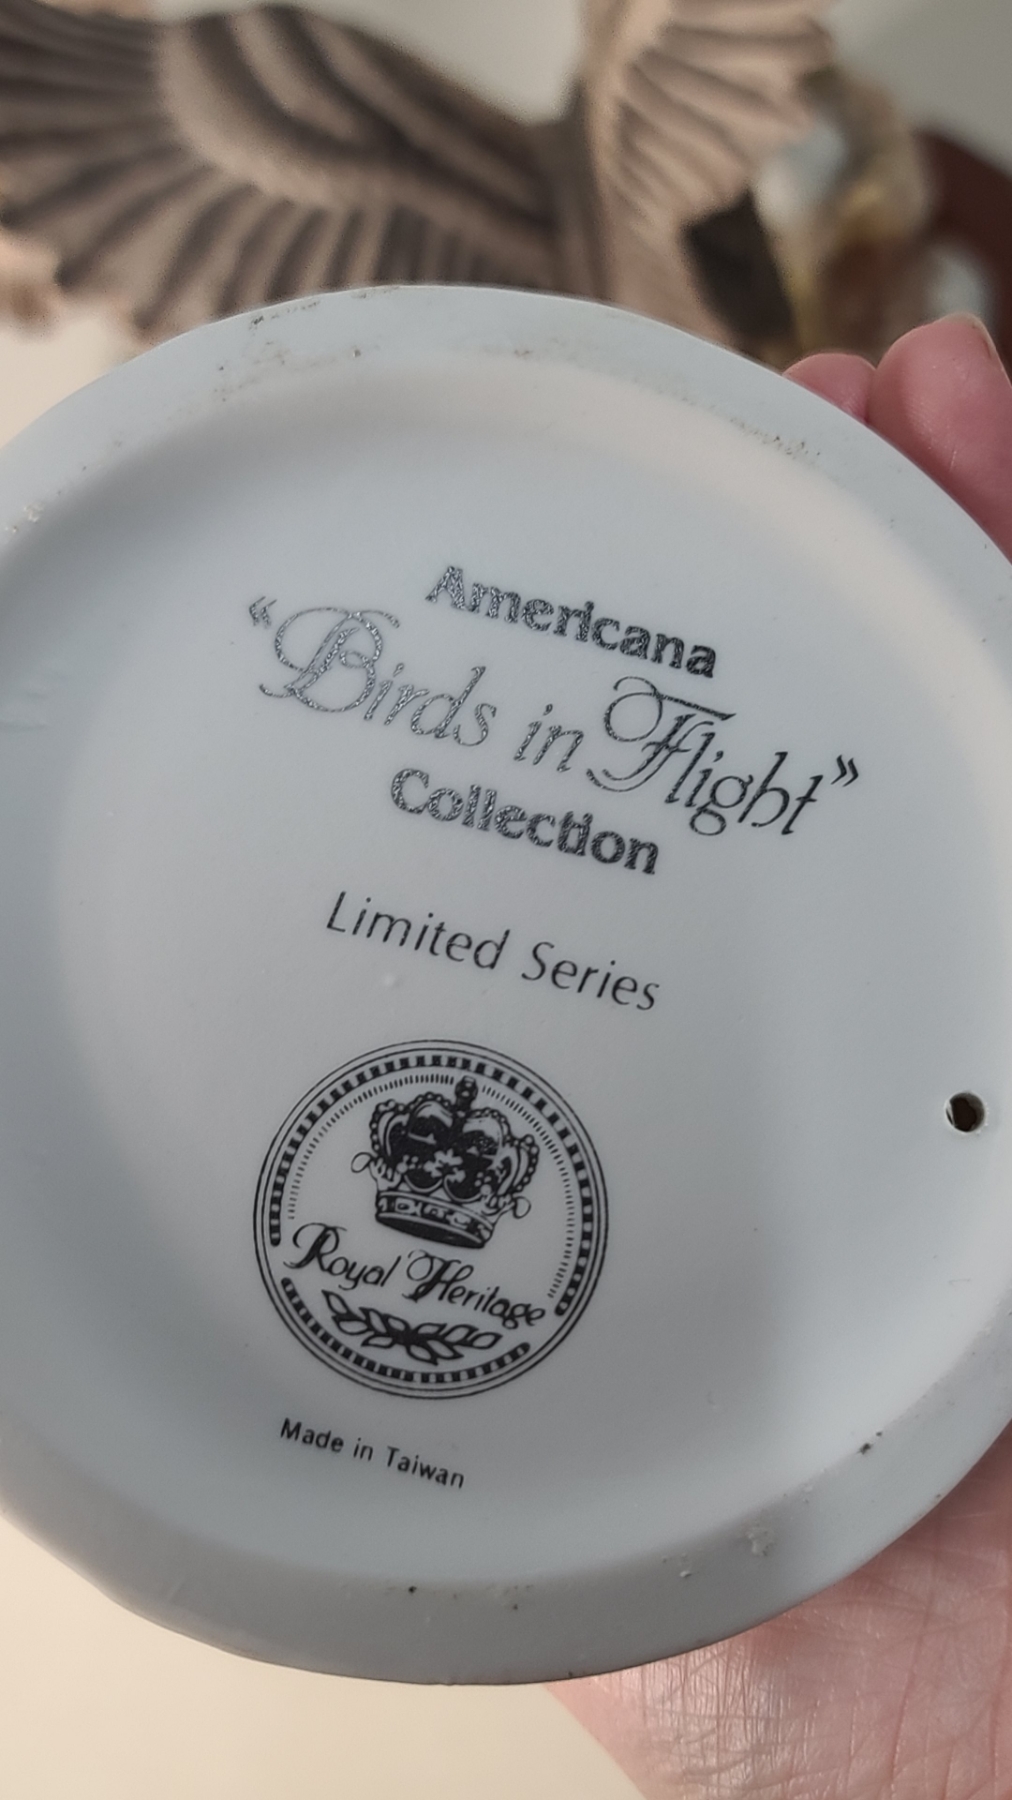 Americana
"Birds in Flight"
Collection
Limited Series
Royal Heritage
Made in Taiwan